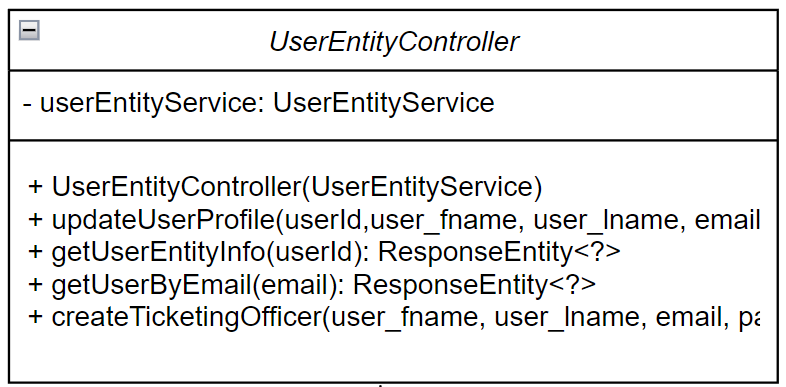 UserEntityController
- userEntityService: UserEntityService
+ UserEntityController(UserEntityService)
+ updateUserProfile(userId,user_fname, user_lname, email
+ getUserEntityInfo(userId): ResponseEntity<?>
+ getUserByEmail(email): ResponseEntity<?>
+ createTicketingOfficer(user_fname, user_lname, email,